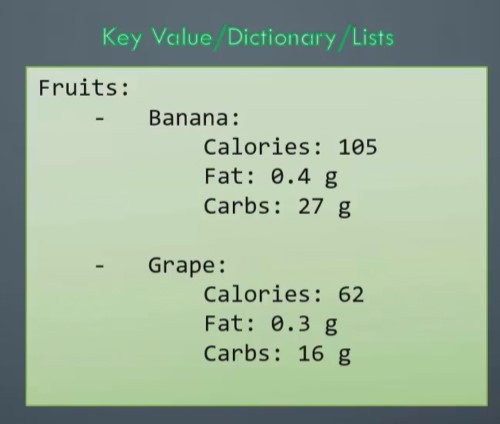 Key Value/Dictionary/Lists
Fruits:
- Banana:
Calories: 105
Fat: 0.4 g
Carbs: 27 g
- Grape:
Calories: 62
Fat: 0.3 g
Carbs: 16 g